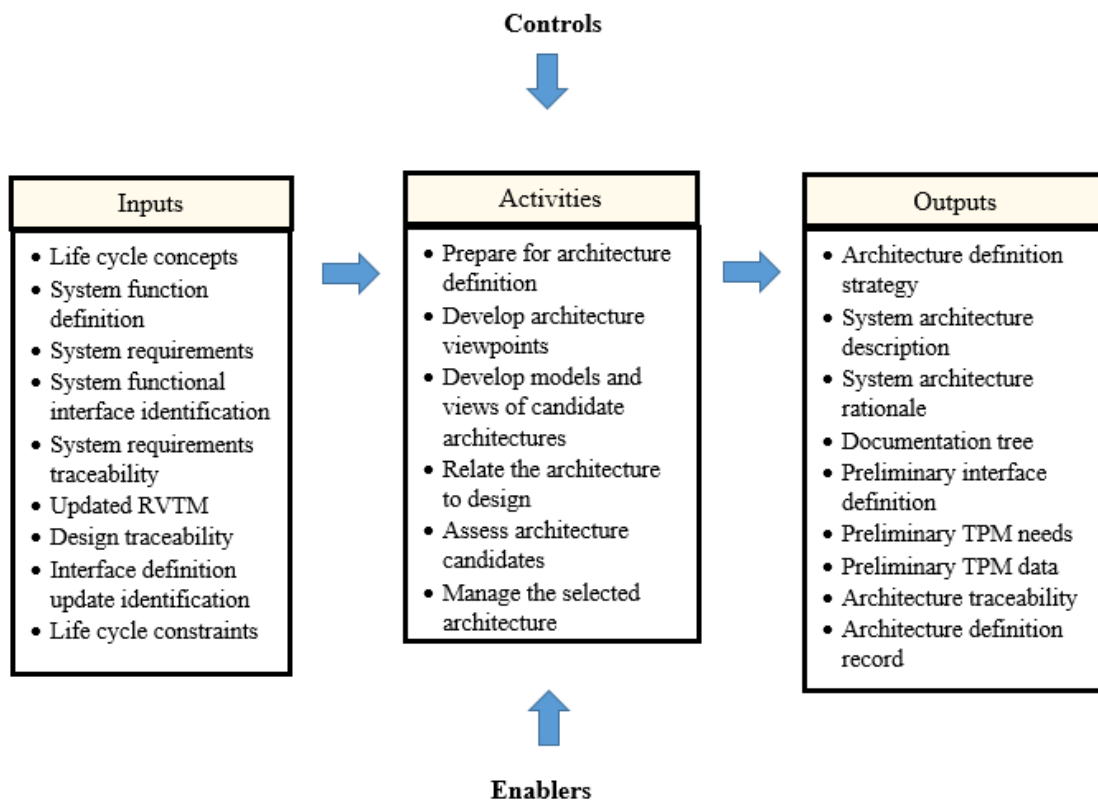 Controls
Inputs
• Life cycle concepts
• System function
definition
• System requirements
• System functional
interface identification
• System requirements
traceability
• Updated RVTM
• Design traceability
• Interface definition
update identification
• Life cycle constraints
Activities
• Prepare for architecture
definition
• Develop architecture
viewpoints
• Develop models and
views of candidate
architectures
• Relate the architecture
to design
• Assess architecture
candidates
• Manage the selected
architecture
Outputs
• Architecture definition
strategy
• System architecture
description
• System architecture
rationale
• Documentation tree
• Preliminary interface
definition
• Preliminary TPM needs
• Preliminary TPM data
• Architecture traceability
• Architecture definition
record
Enablers